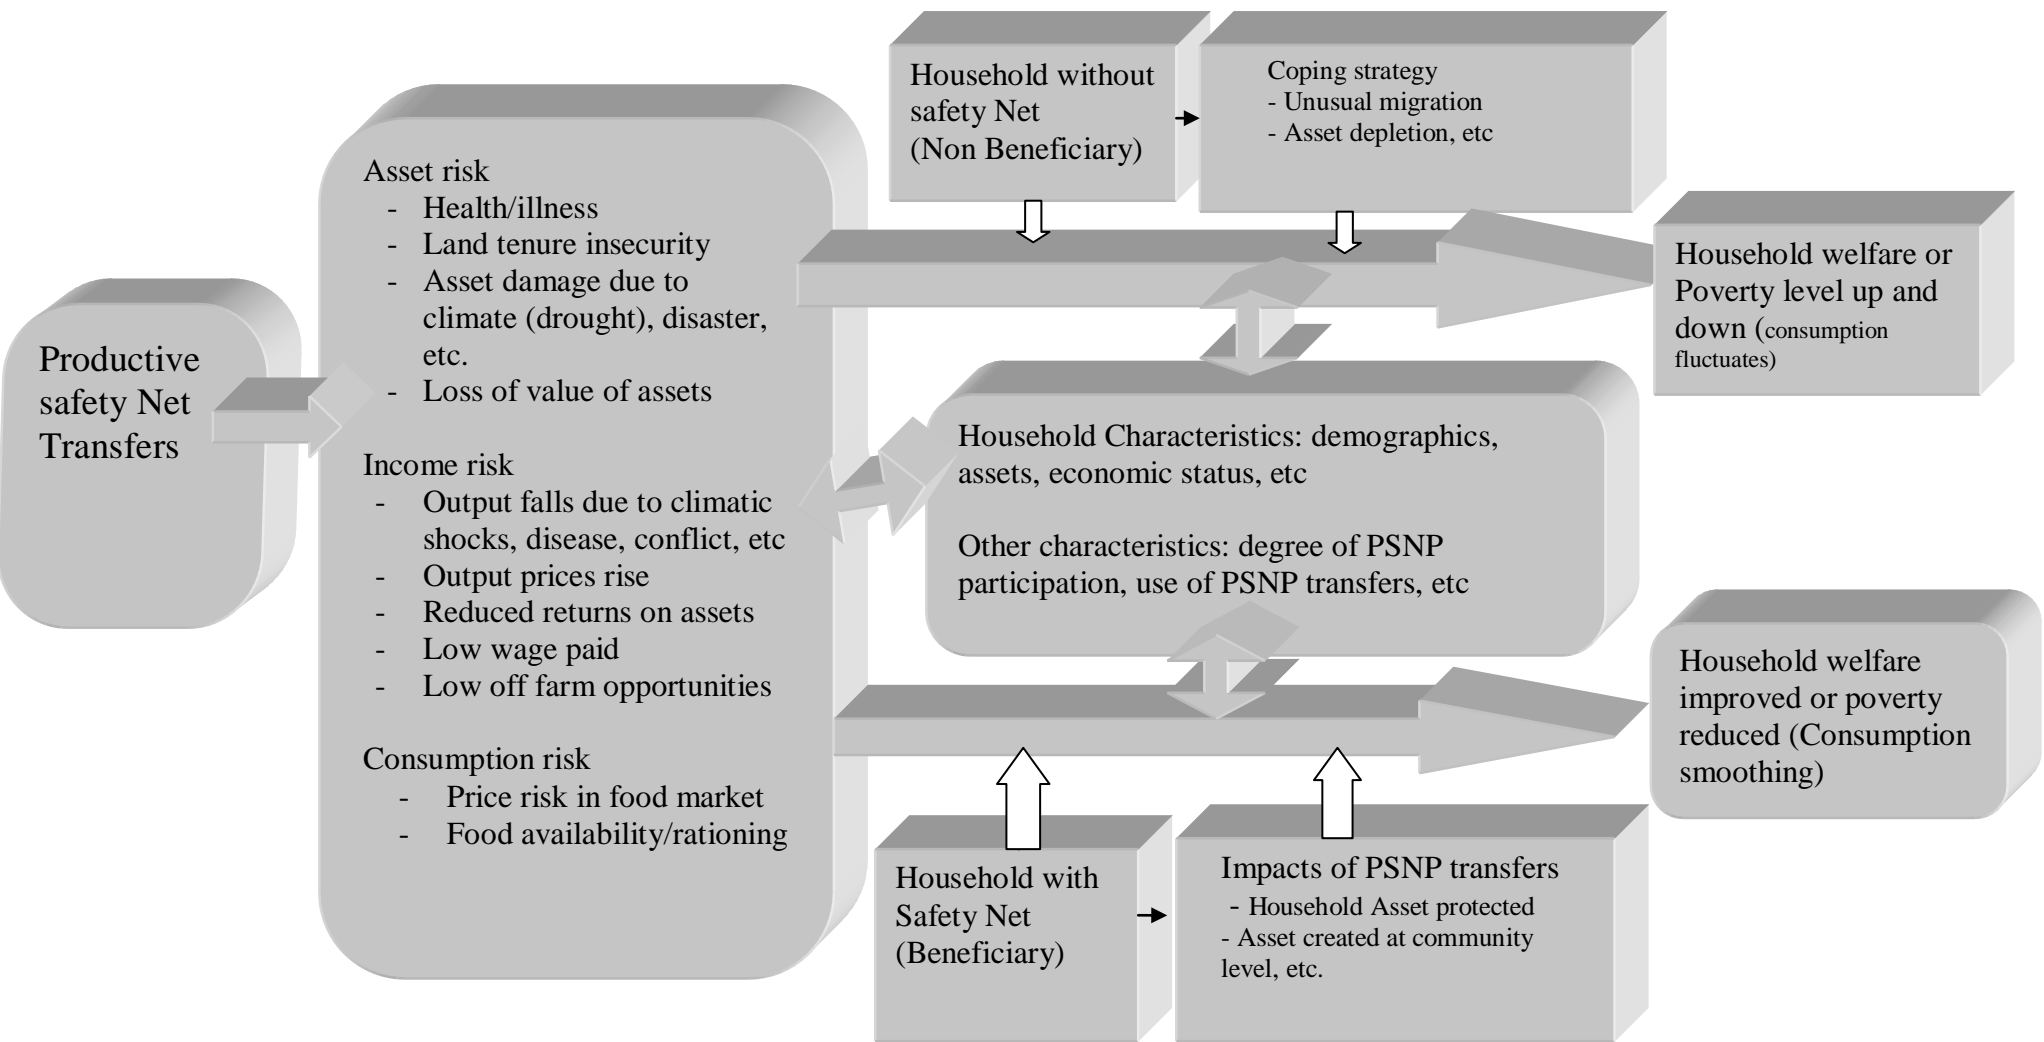 Productive
safety Net
Transfers
Asset risk
- Health/illness
- Land tenure insecurity
- Asset damage due to
climate (drought), disaster,
etc.
- Loss of value of assets
Income risk
- Output falls due to climatic
shocks, disease, conflict, etc
- Output prices rise
- Reduced returns on assets
- Low wage paid
- Low off farm opportunities
Consumption risk
- Price risk in food market
- Food availability/rationing
Household without
safety Net
(Non Beneficiary)
Coping strategy
- Unusual migration
- Asset depletion, etc
Household welfare or
Poverty level up and
down (consumption
fluctuates)
Household Characteristics: demographics,
assets, economic status, etc
Other characteristics: degree of PSNP
participation, use of PSNP transfers, etc
Household welfare
improved or poverty
reduced (Consumption
smoothing)
Household with
Safety Net
(Beneficiary)
Impacts of PSNP transfers
- Household Asset protected
- Asset created at community
level, etc.